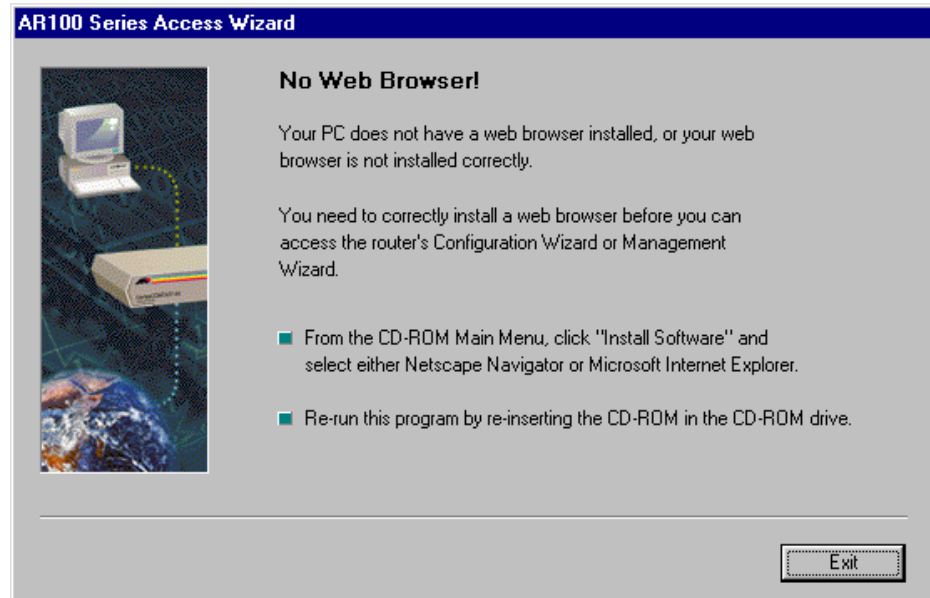 AR100 Series Access Wizard
No Web Browser!
Your PC does not have a web browser installed, or your web
browser is not installed correctly.
You need to correctly install a web browser before you can
access the router's Configuration Wizard or Management
Wizard.
From the CD-ROM Main Menu, click "Install Software" and
select either Netscape Navigator or Microsoft Internet Explorer.
Re-run this program by re-inserting the CD-ROM in the CD-ROM drive.
Exit